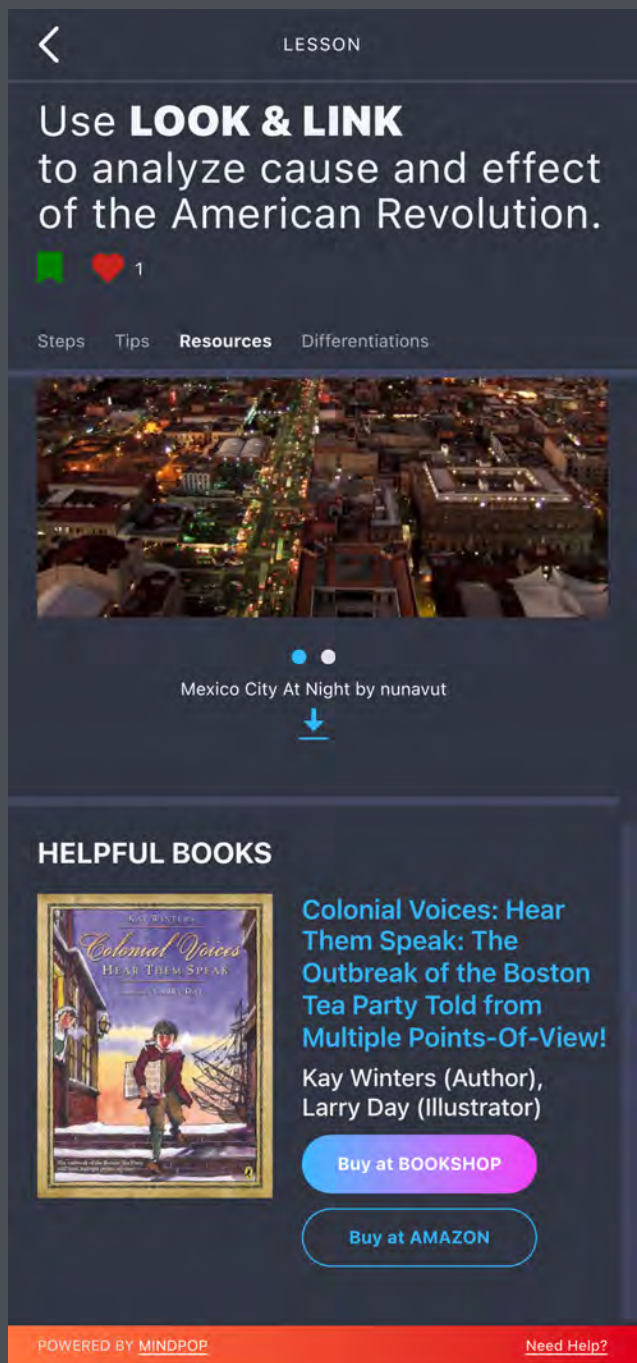 LESSON
Use LOOK & LINK
to analyze cause and effect
of the American Revolution.
1
Steps Tips Resources Differentiations
Mexico City At Night by nunavut
HELPFUL BOOKS
KAY WINTERS
Colonial Voices
HEAR THEM SPEAK
LARRY DAY
Colonial Voices: Hear
Them Speak: The
Outbreak of the Boston
Tea Party Told from
Multiple Points-Of-View!
Kay Winters (Author),
Larry Day (Illustrator)
Buy at BOOKSHOP
Buy at AMAZON
POWERED BY MINDPOP
Need Help?